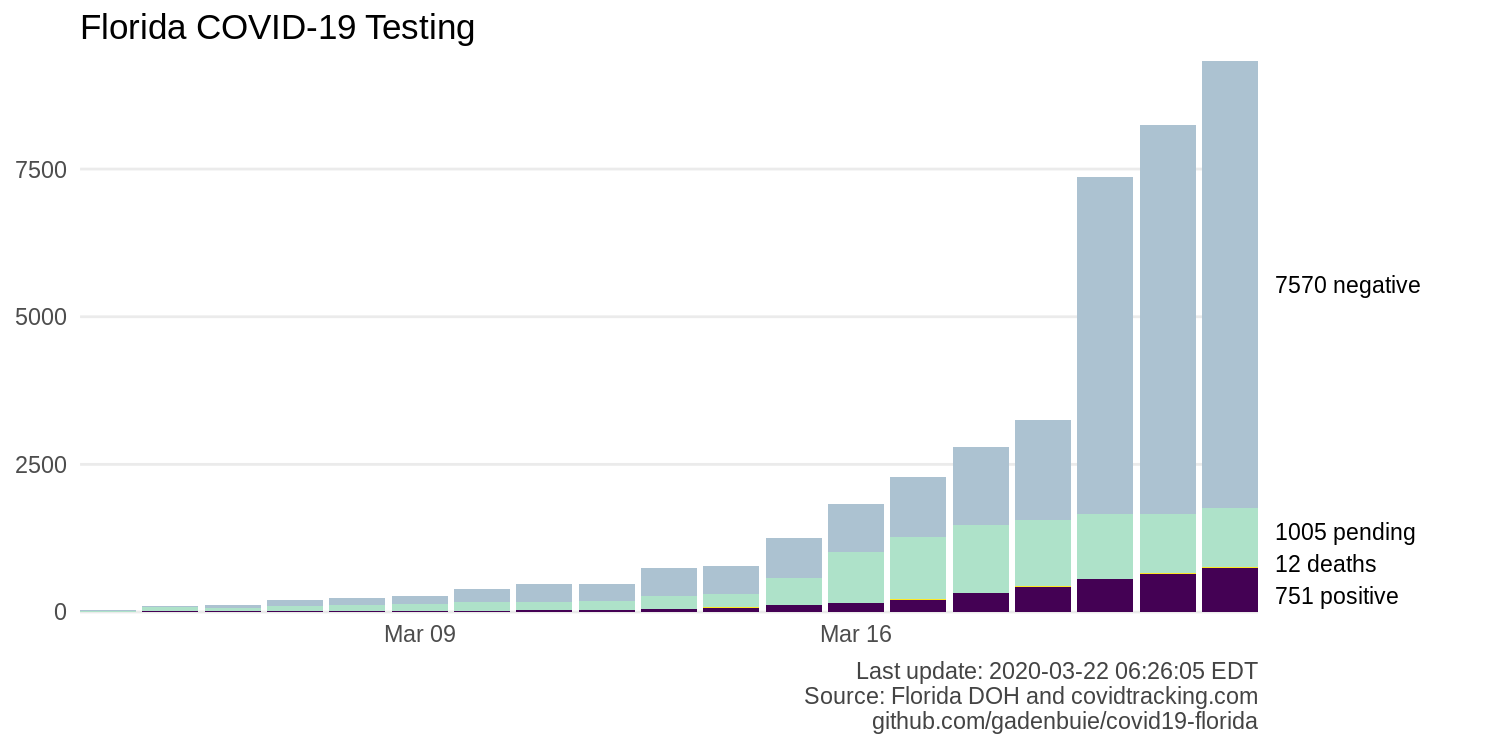 Florida COVID-19 Testing
7500
5000
2500
0
7570 negative
1005 pending
12 deaths
751 positive
Mar 09
Mar 16
Last update: 2020-03-22 06:26:05 EDT
Source: Florida DOH and covidtracking.com
github.com/gadenbuie/covid19-florida